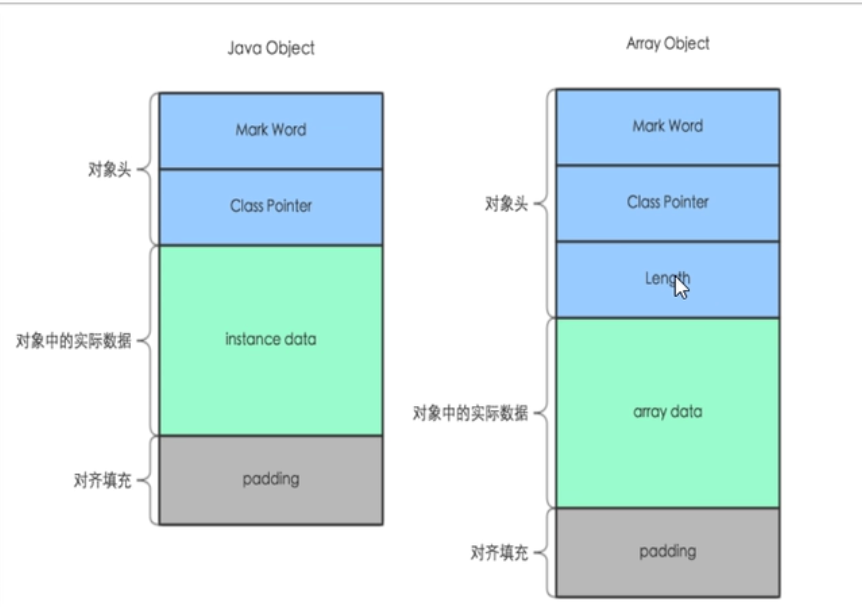 Java Object
对象头
Mark Word
Class Pointer
对象中的实际数据
instance data
对齐填充
padding
Array Object
对象头
Mark Word
Class Pointer
Length
对象中的实际数据
array data
对齐填充
padding